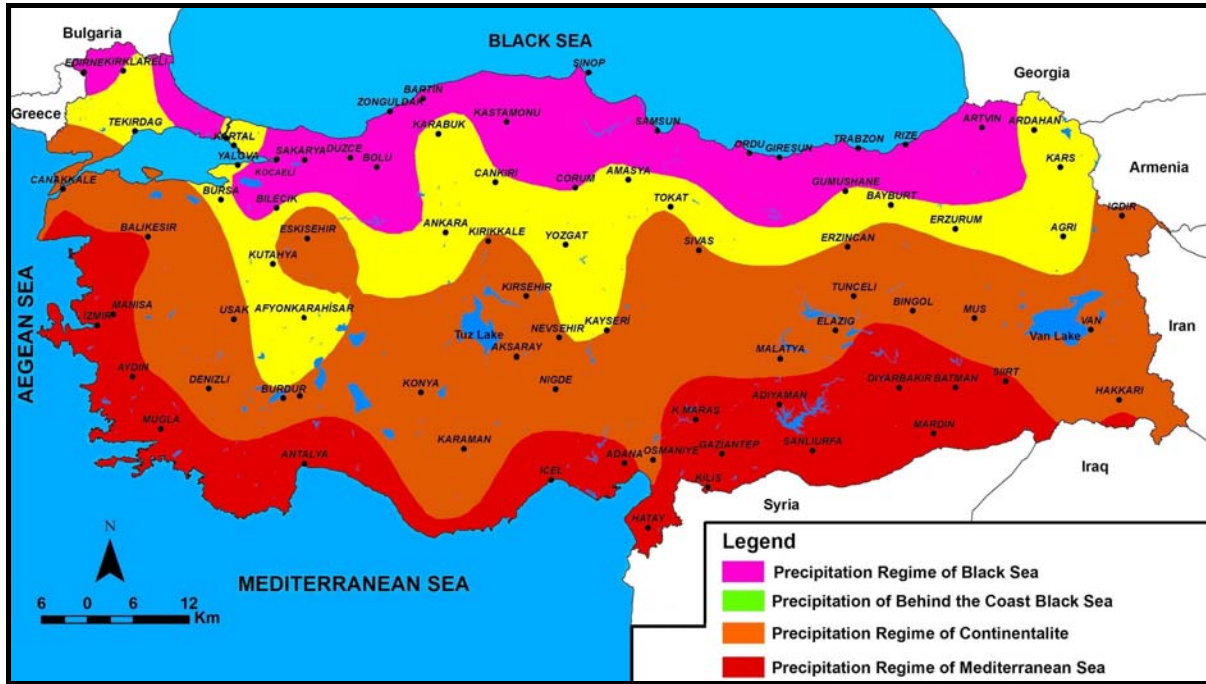 Bulgaria
BLACK SEA
EDIRNE
KIRKLARELI
SINOP
Georgia
BARTIN
ZONGULDAK
KASTAMONU
Greece
TEKIRDAG
KARTAL
KARABUK
SAMSUN
ORDU
GIRESUN
TRABZON
RIZE
ARTVIN
ARDAHAN
YALOVA
SAKARYA
DUZCE
KOCAELI
BOLU
CANKIRI
CORUM
AMASYA
KARS
Armenia
CANAKKALE
BURSA
BILECIK
TOKAT
GUMUSHANE
BAYBURT
IGDIR
BALIKESIR
ESKISEHIR
ANKARA
KIRIKKALE
YOZGAT
SIVAS
ERZINCAN
ERZURUM
AGRI
KUTAHYA
AEGEAN SEA
MANISA
IZMIR
USAK
AFYONKARAHİSAR
KIRSEHIR
Tuz Lake
NEVSEHIR
KAYSERİ
TUNCELI
BINGOL
MUS
ELAZIG
Van Lake
VAN
Iran
AKSARAY
MALATYA
AYDIN
DENIZLI
BURDUR
KONYA
NIGDE
ADIYAMAN
DIYARBAKIR
BATMAN
SIIRT
HAKKARI
MUGLA
K.MARAS
MARDIN
ANTALYA
KARAMAN
ICEL
ADANA
OSMANIYE
GAZIANTEP
SANLIURFA
KILIS
HATAY
Syria
Iraq
N
MEDITERRANEAN SEA
6 0 6 12
Km
Legend
Precipitation Regime of Black Sea
Precipitation of Behind the Coast Black Sea
Precipitation Regime of Continentalite
Precipitation Regime of Mediterranean Sea